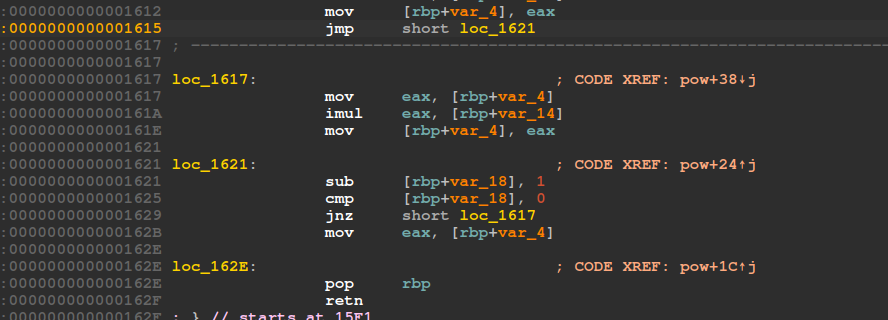 :0000000000001612 mov [rbp+var_4], eax
:0000000000001615 jmp short loc_1621
:0000000000001617 ; ---------------------------------------------------------------------------
:0000000000001617
:0000000000001617 loc_1617: ; CODE XREF: pow+38↓j
:0000000000001617 mov eax, [rbp+var_4]
:000000000000161A imul eax, [rbp+var_14]
:000000000000161E mov [rbp+var_4], eax
:0000000000001621
:0000000000001621 loc_1621: ; CODE XREF: pow+24↑j
:0000000000001621 sub [rbp+var_18], 1
:0000000000001625 cmp [rbp+var_18], 0
:0000000000001629 jnz short loc_1617
:000000000000162B mov eax, [rbp+var_4]
:000000000000162E
:000000000000162E loc_162E: ; CODE XREF: pow+1C↑j
:000000000000162E pop rbp
:000000000000162F retn
:000000000000162F ; } // starts at 15F1